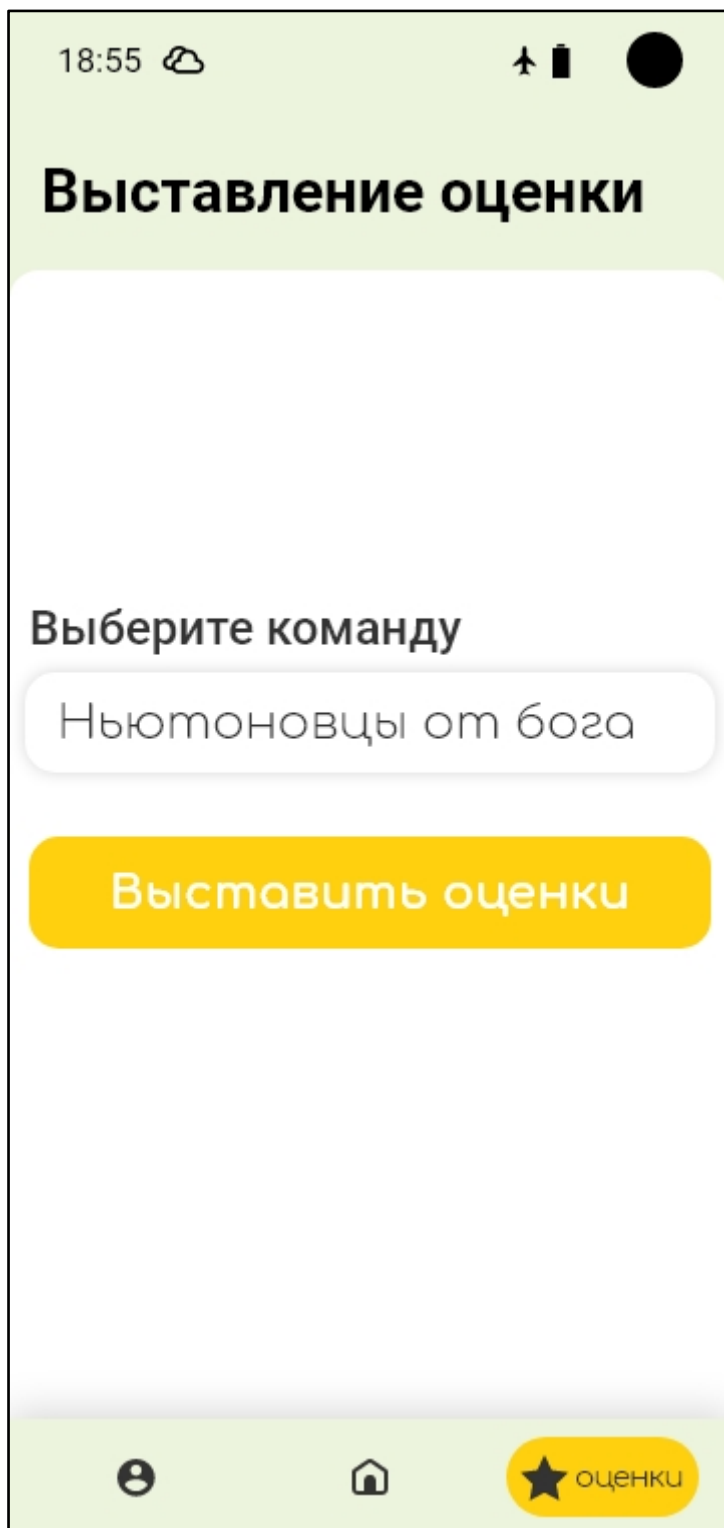 18:55
Выставление оценки
Выберите команду
Ньютоновцы от бога
Выставить оценки
оценки